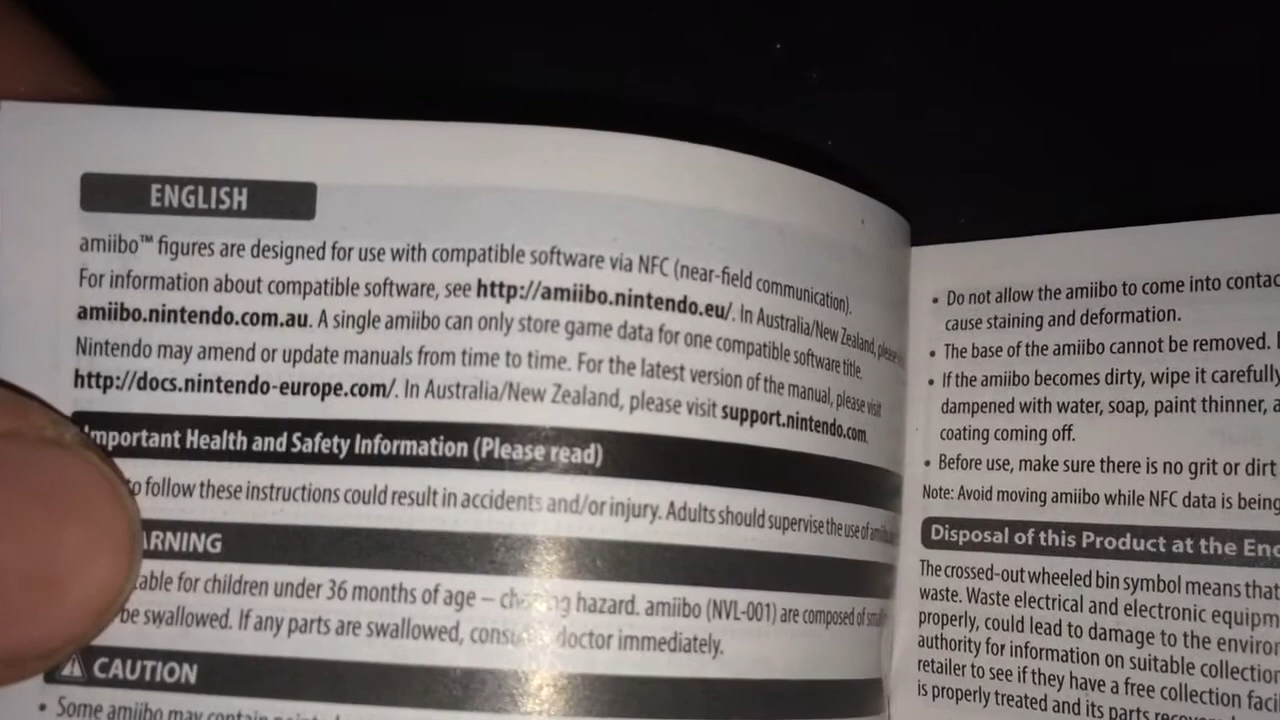 ENGLISH
amiibo™ figures are designed for use with compatible software via NFC (near-field communication).
For information about compatible software, see http://amiibo.nintendo.eu/. In Australia/New Zealand, please
amiibo.nintendo.com.au. A single amiibo can only store game data for one compatible software title.
Nintendo may amend or update manuals from time to time. For the latest version of the manual, please visit
http://docs.nintendo-europe.com/. In Australia/New Zealand, please visit support.nintendo.com.
Important Health and Safety Information (Please read)
to follow these instructions could result in accidents and/or injury. Adults should supervise the use of
ARNING
able for children under 36 months of age – hazard. amiibo (NVL-001) are composed of
be swallowed. If any parts are swallowed, doctor immediately.
CAUTION
• Some amiibo may contain
• Do not allow the amiibo to come into contac
cause staining and deformation.
• The base of the amiibo cannot be removed.
• If the amiibo becomes dirty, wipe it carefully
dampened with water, soap, paint thinner, a
coating coming off.
• Before use, make sure there is no grit or dirt
Note: Avoid moving amiibo while NFC data is being
Disposal of this Product at the En
The crossed-out wheeled bin symbol means that
waste. Waste electrical and electronic equipm
properly, could lead to damage to the environ
authority for information on suitable collection
retailer to see if they have a free collection facil
is properly treated and its parts